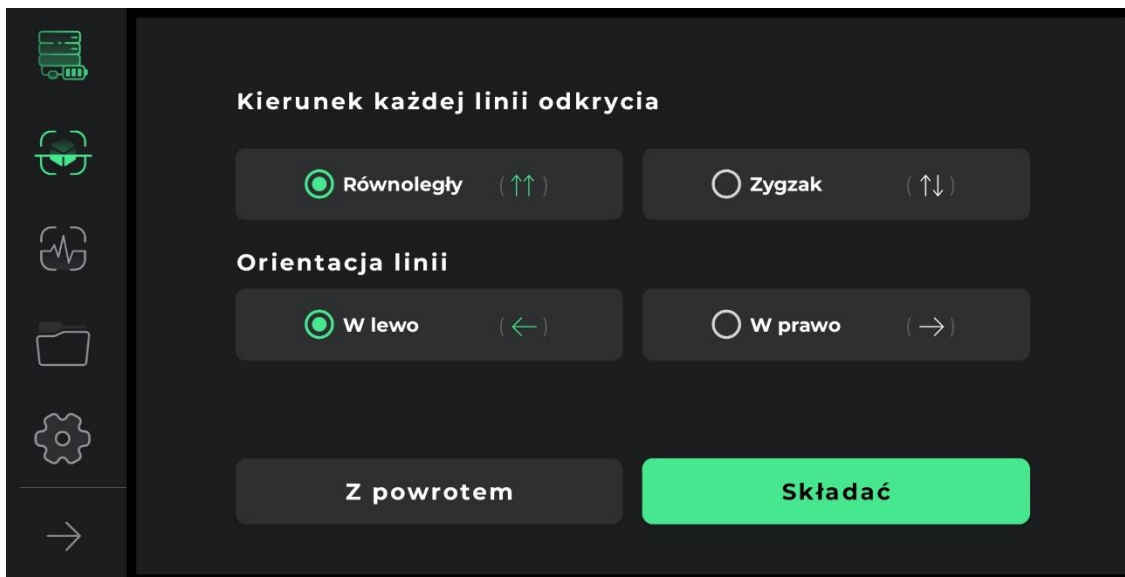 Kierunek każdej linii odkrycia
Równoległy (↑↑) Zygzak (↑↓)
Orientacja linii
W lewo (←) W prawo (→)
Z powrotem Składać